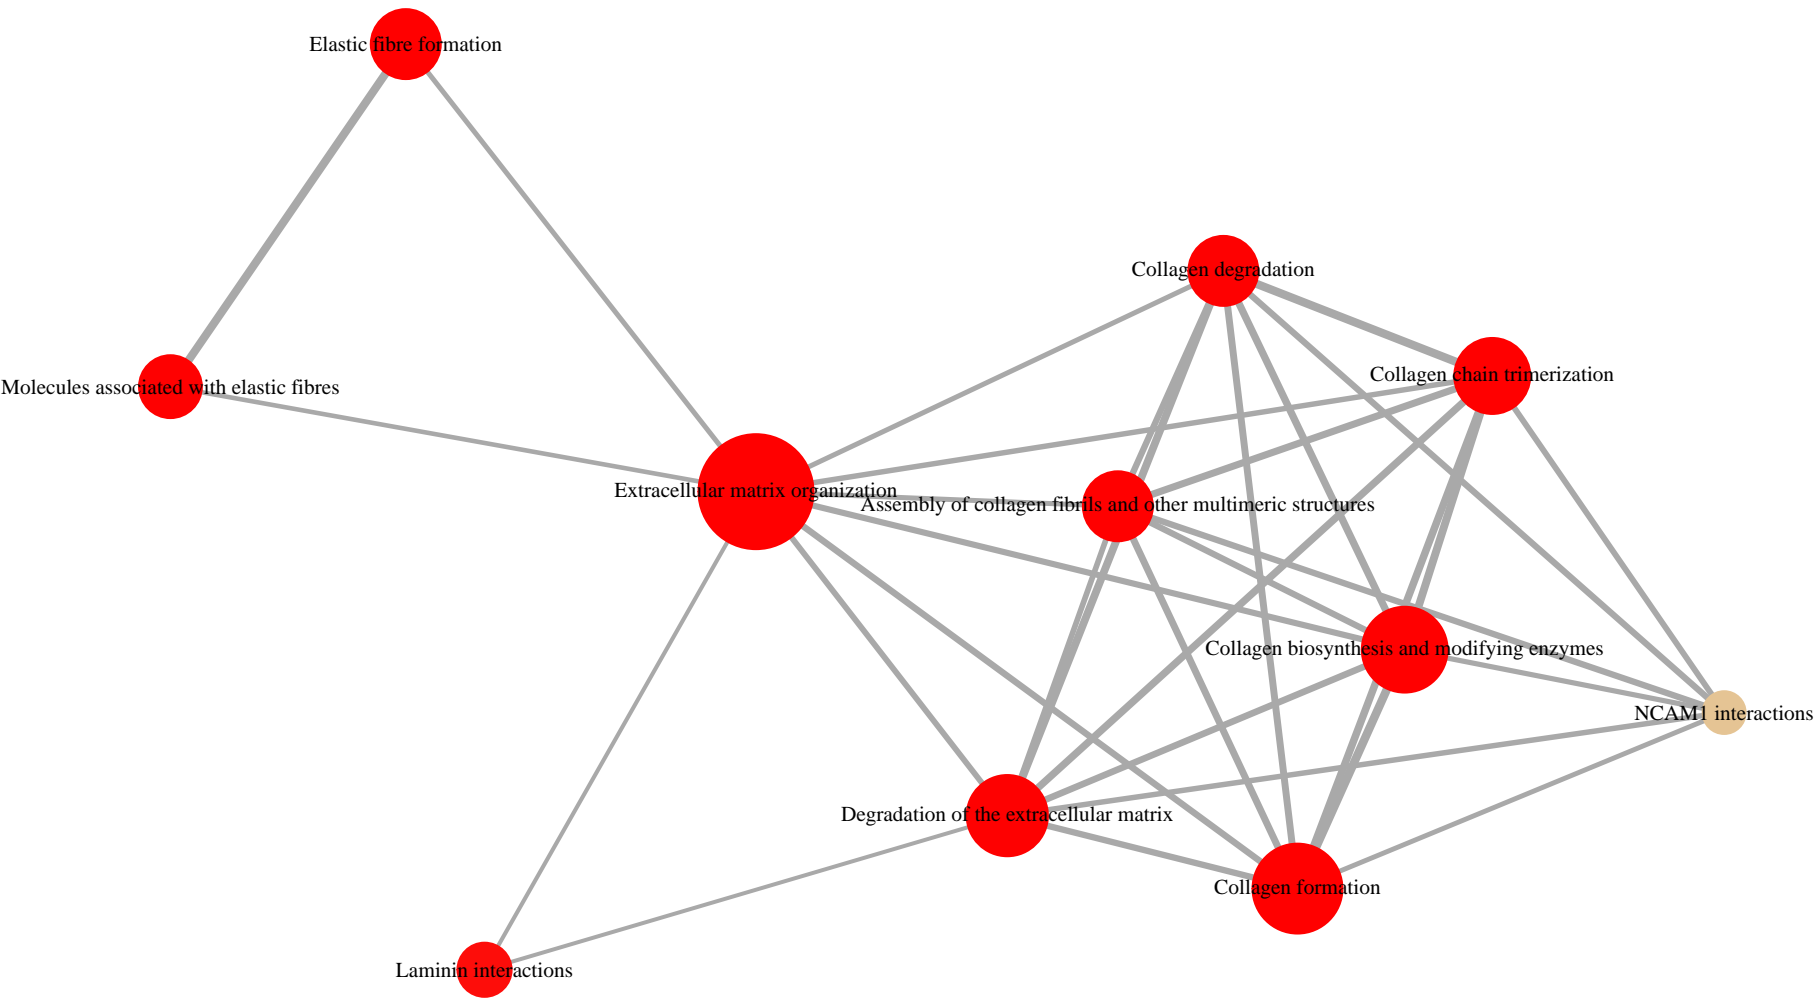 Elastic fibre formation
Collagen degradation
Collagen chain trimerization
Molecules associated with elastic fibres
Extracellular matrix organization
Assembly of collagen fibrils and other multimeric structures
Collagen biosynthesis and modifying enzymes
NCAM1 interactions
Degradation of the extracellular matrix
Collagen formation
Laminin interactions